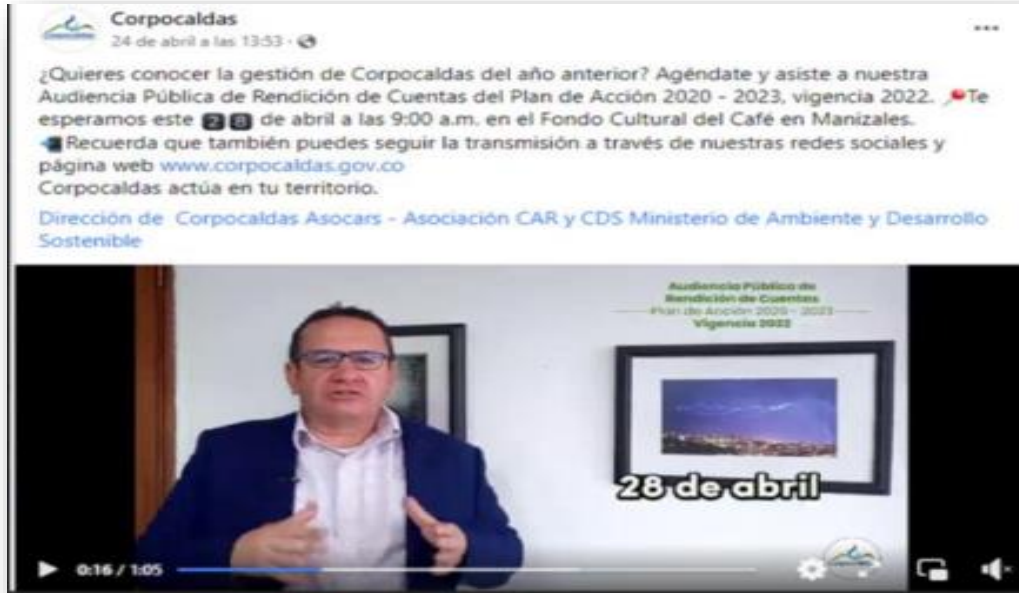 Corpocaldas
24 de abril a las 13:53 ·
¿Quieres conocer la gestión de Corpocaldas del año anterior? Agéndate y asiste a nuestra
Audiencia Pública de Rendición de Cuentas del Plan de Acción 2020 - 2023, vigencia 2022. 📌Te
esperamos este 2️⃣8️⃣ de abril a las 9:00 a.m. en el Fondo Cultural del Café en Manizales.
📲Recuerda que también puedes seguir la transmisión a través de nuestras redes sociales y
página web www.corpocaldas.gov.co
Corpocaldas actúa en tu territorio.
Dirección de Corpocaldas Asocars - Asociación CAR y CDS Ministerio de Ambiente y Desarrollo
Sostenible
Audiencia Pública de
Rendición de Cuentas
Plan de Acción 2020 - 2023
Vigencia 2022
28 de abril
0:16 / 1:05